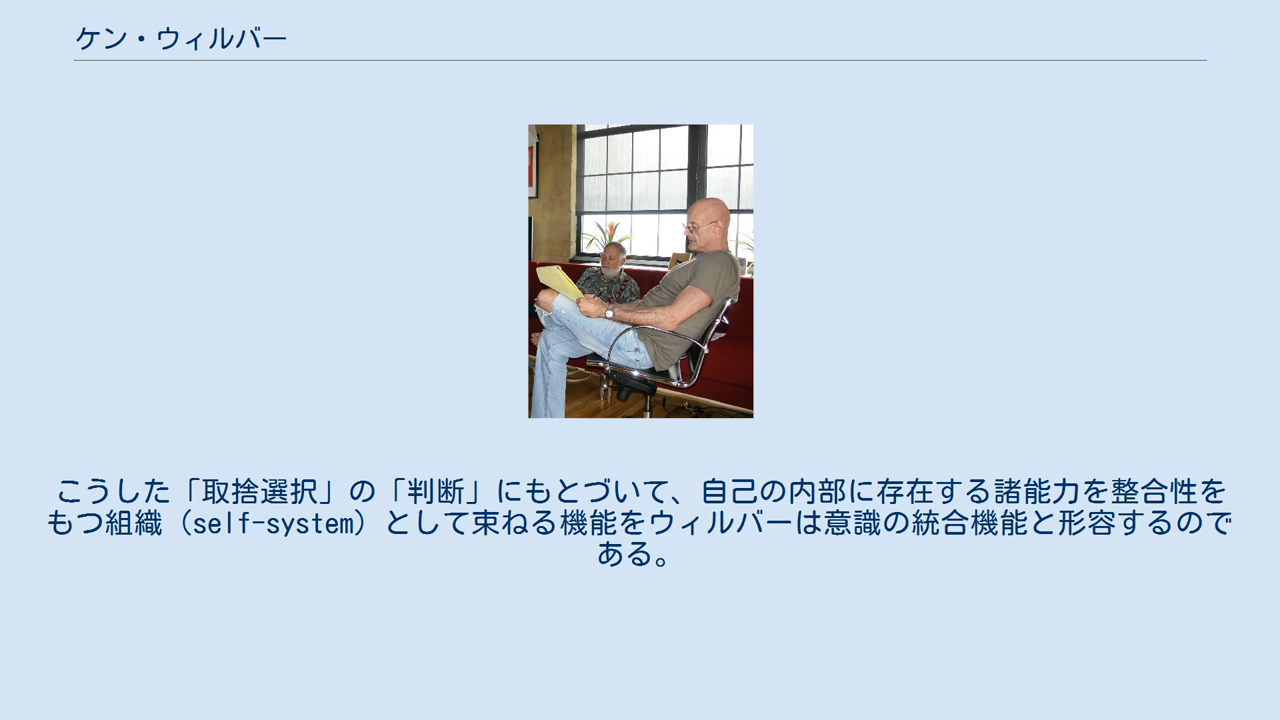 ケン・ウィルバー
こうした「取捨選択」の「判断」にもとづいて、自己の内部に存在する諸能力を整合性を
もつ組織（self-system）として束ねる機能をウィルバーは意識の統合機能と形容するので
ある。